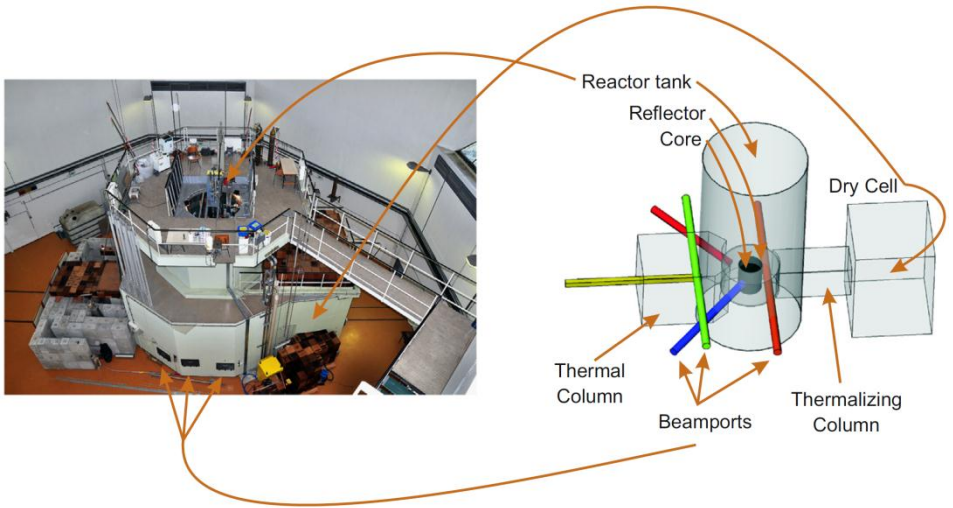 Reactor tank
Reflector
Core
Dry Cell
Thermal
Column
Beamports
Thermalizing
Column